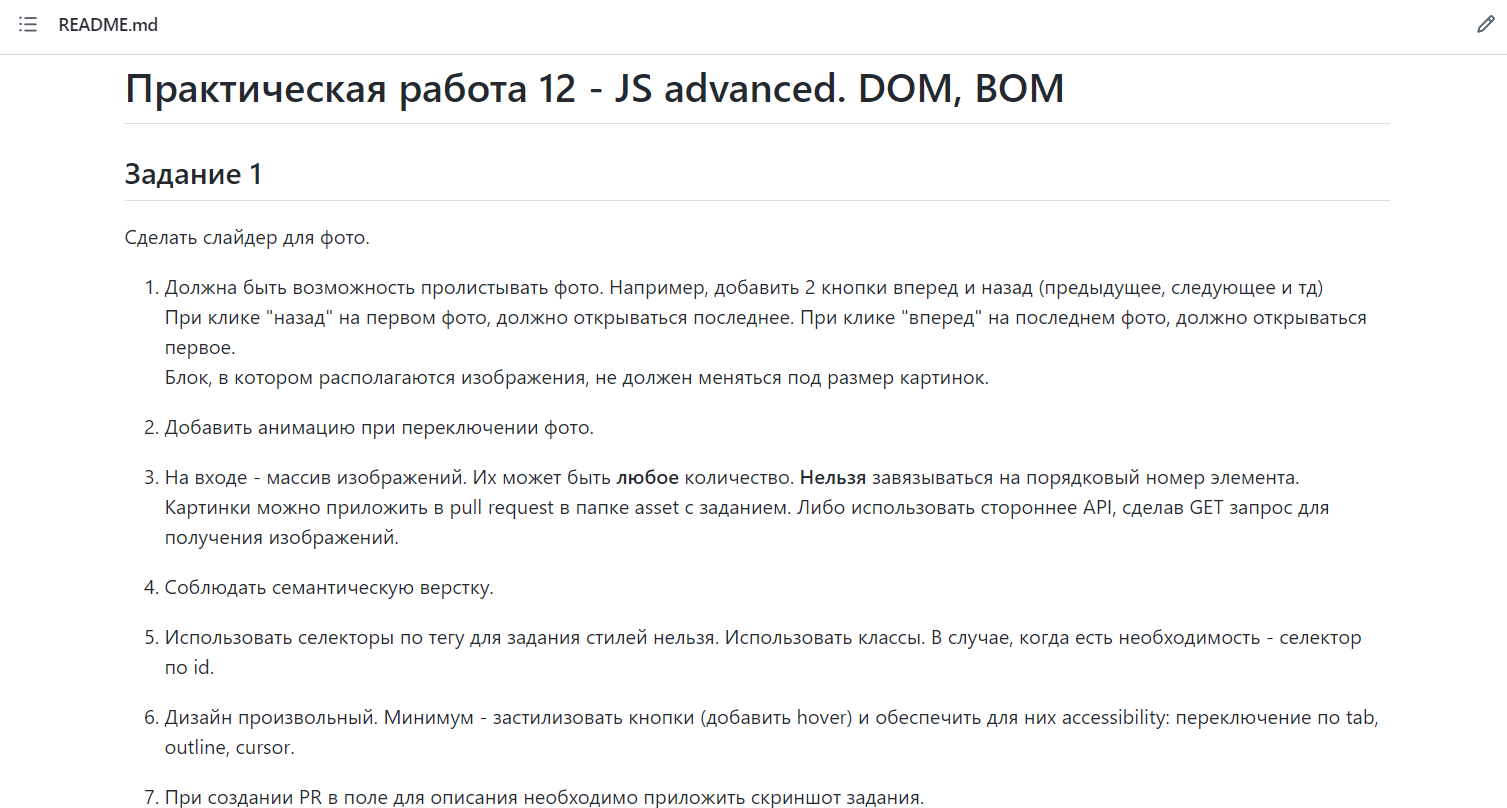 README.md
Практическая работа 12 - JS advanced. DOM, BOM
Задание 1
Сделать слайдер для фото.
1. Должна быть возможность пролистывать фото. Например, добавить 2 кнопки вперед и назад (предыдущее, следующее и тд)
При клике "назад" на первом фото, должно открываться последнее. При клике "вперед" на последнем фото, должно открываться
первое.
Блок, в котором располагаются изображения, не должен меняться под размер картинок.
2. Добавить анимацию при переключении фото.
3. На входе - массив изображений. Их может быть любое количество. Нельзя завязываться на порядковый номер элемента.
Картинки можно приложить в pull request в папке asset с заданием. Либо использовать стороннее API, сделав GET запрос для
получения изображений.
4. Соблюдать семантическую верстку.
5. Использовать селекторы по тегу для задания стилей нельзя. Использовать классы. В случае, когда есть необходимость - селектор
по id.
6. Дизайн произвольный. Минимум - застилизовать кнопки (добавить hover) и обеспечить для них accessibility: переключение по tab,
outline, cursor.
7. При создании PR в поле для описания необходимо приложить скриншот задания.